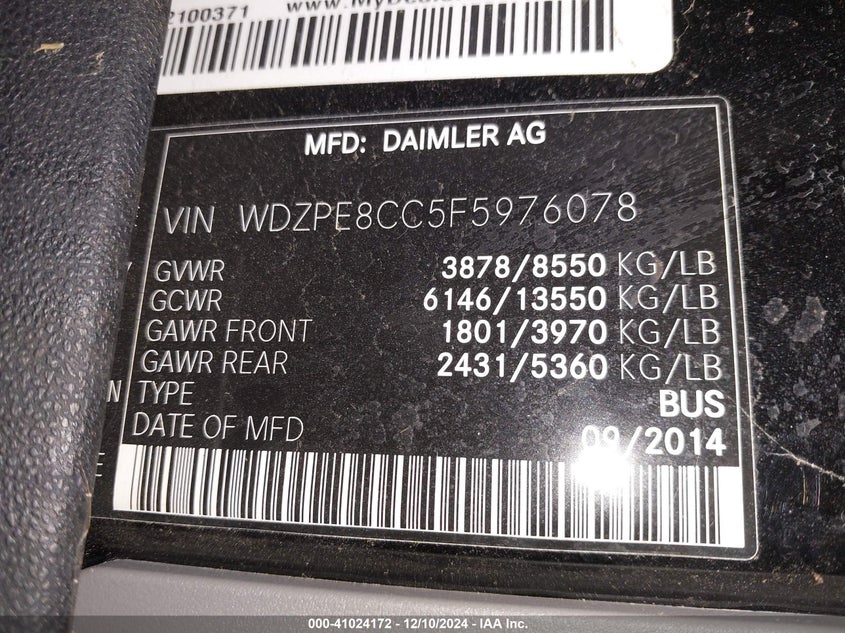 2100371
MFD: DAIMLER AG
VIN WDZPE8CC5F5976078
GVWR 3878/8550 KG/LB
GCWR 6146/13550 KG/LB
GAWR FRONT 1801/3970 KG/LB
GAWR REAR 2431/5360 KG/LB
N TYPE BUS
DATE OF MFD 09/2014
E
000-41024172 — 12/10/2024 — IAA Inc.